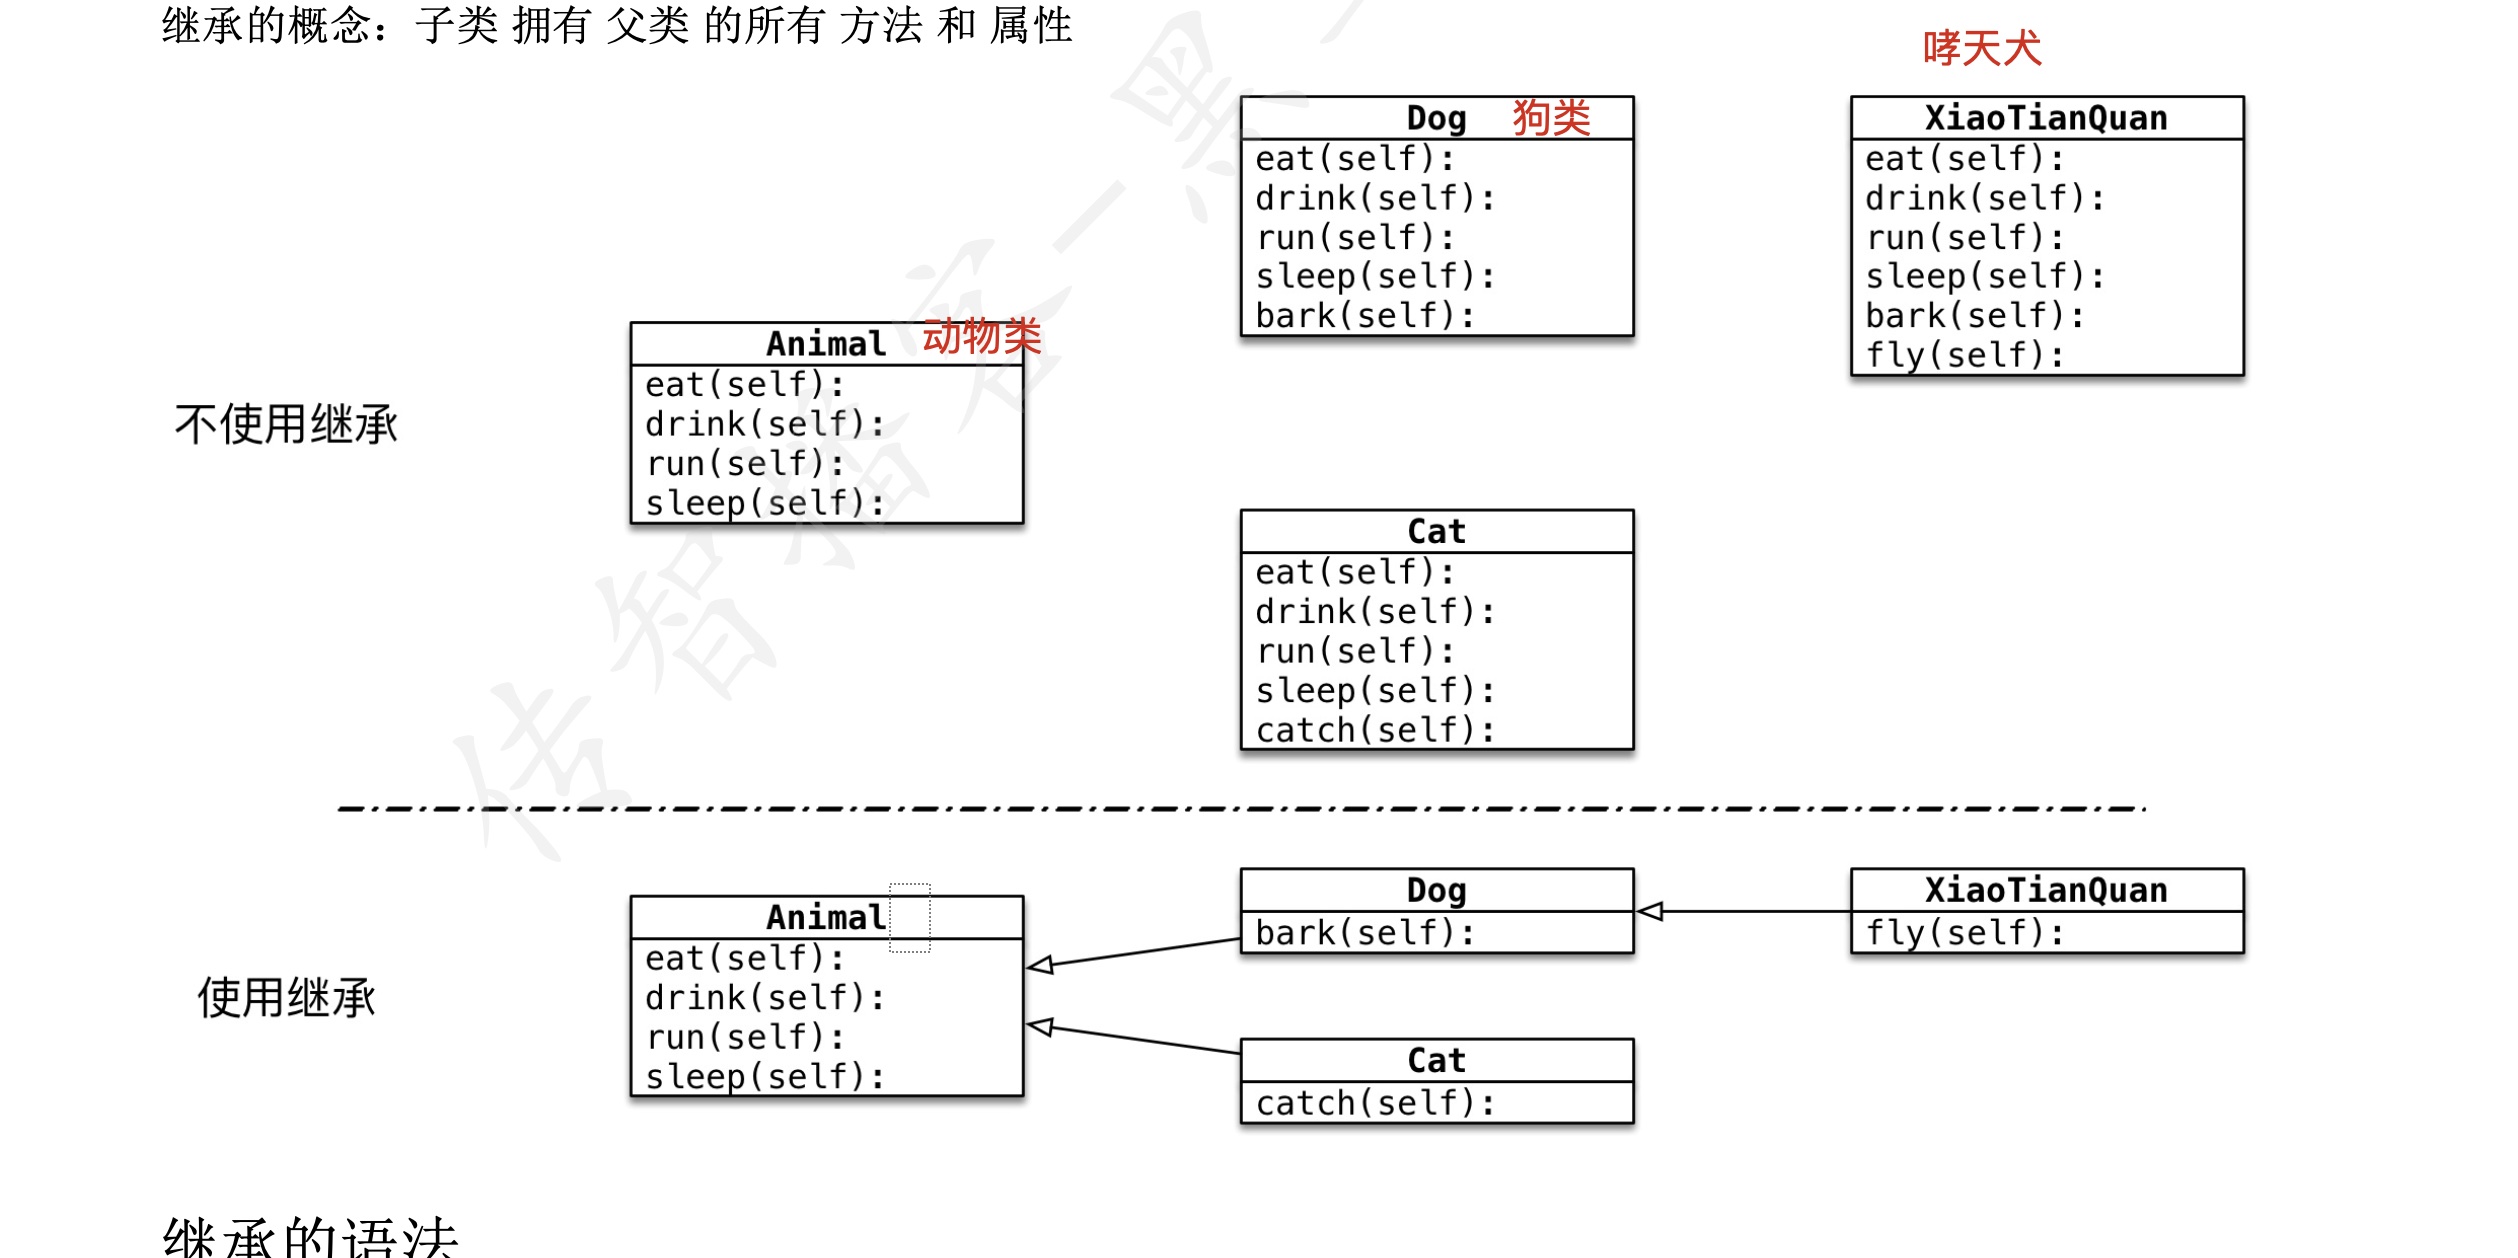 继承的概念：子类 拥有 父类 的所有 方法 和 属性
哮天犬
Dog 狗类
eat(self):
drink(self):
run(self):
sleep(self):
bark(self):
XiaoTianQuan
eat(self):
drink(self):
run(self):
sleep(self):
bark(self):
fly(self):
不使用继承
Animal 动物类
eat(self):
drink(self):
run(self):
sleep(self):
Cat
eat(self):
drink(self):
run(self):
sleep(self):
catch(self):
传智播客—黑
使用继承
Animal
eat(self):
drink(self):
run(self):
sleep(self):
Dog
bark(self):
XiaoTianQuan
fly(self):
Cat
catch(self):
继承的语法